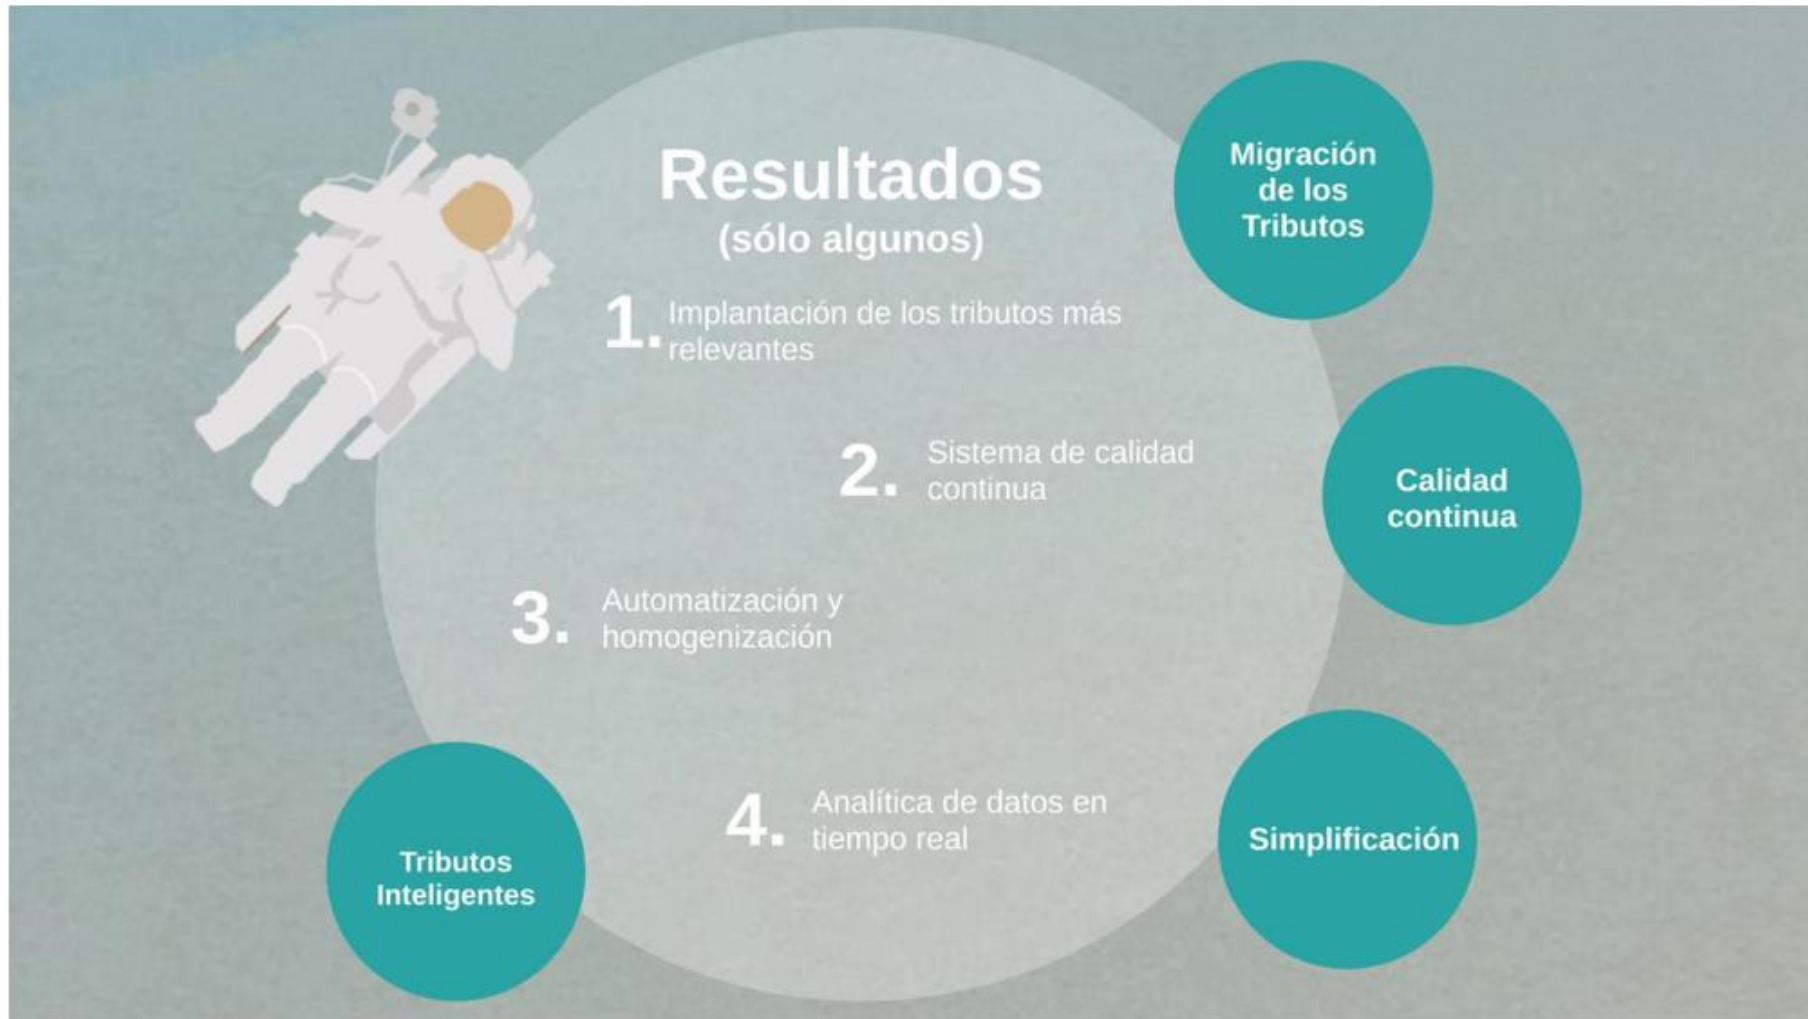 Resultados
(sólo algunos)
1. Implantación de los tributos más
relevantes
2. Sistema de calidad
continua
3. Automatización y
homogenización
4. Analítica de datos en
tiempo real
Migración
de los
Tributos
Calidad
continua
Simplificación
Tributos
Inteligentes